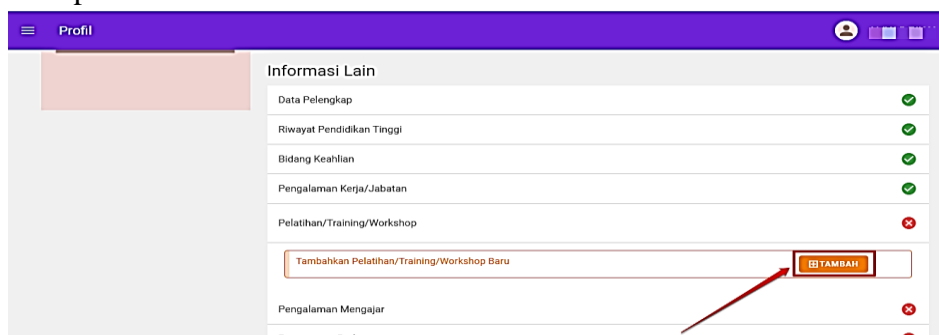 Profil
Informasi Lain
Data Pelengkap
Riwayat Pendidikan Tinggi
Bidang Keahlian
Pengalaman Kerja/Jabatan
Pelatihan/Training/Workshop
Tambahkan Pelatihan/Training/Workshop Baru
TAMBAH
Pengalaman Mengajar